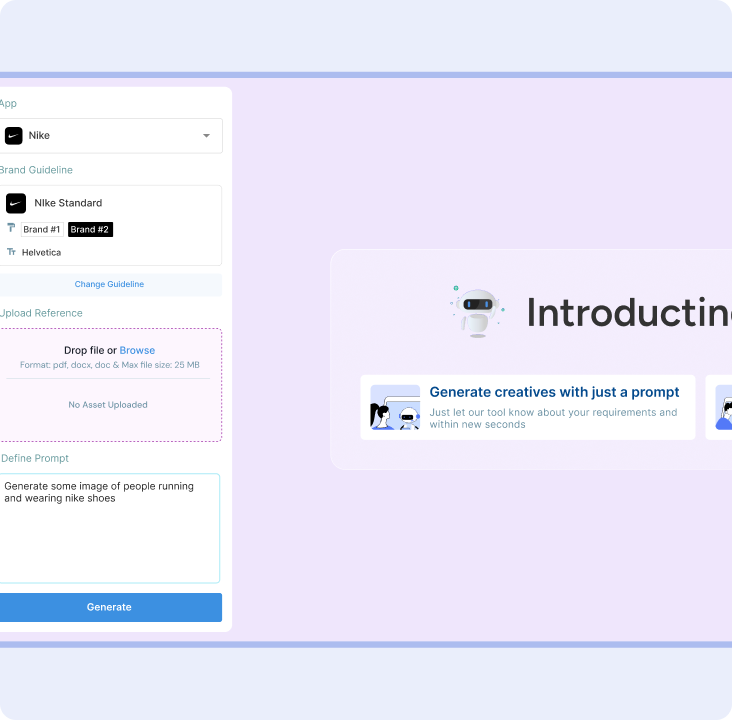 App
Nike
Brand Guideline
NIke Standard
Brand #1 Brand #2
Helvetica
Change Guideline
Upload Reference
Drop file or Browse
Format: pdf, docx, doc & Max file size: 25 MB
No Asset Uploaded
Define Prompt
Generate some image of people running
and wearing nike shoes
Generate
Introducting
Generate creatives with just a prompt
Just let our tool know about your requirements and
within new seconds